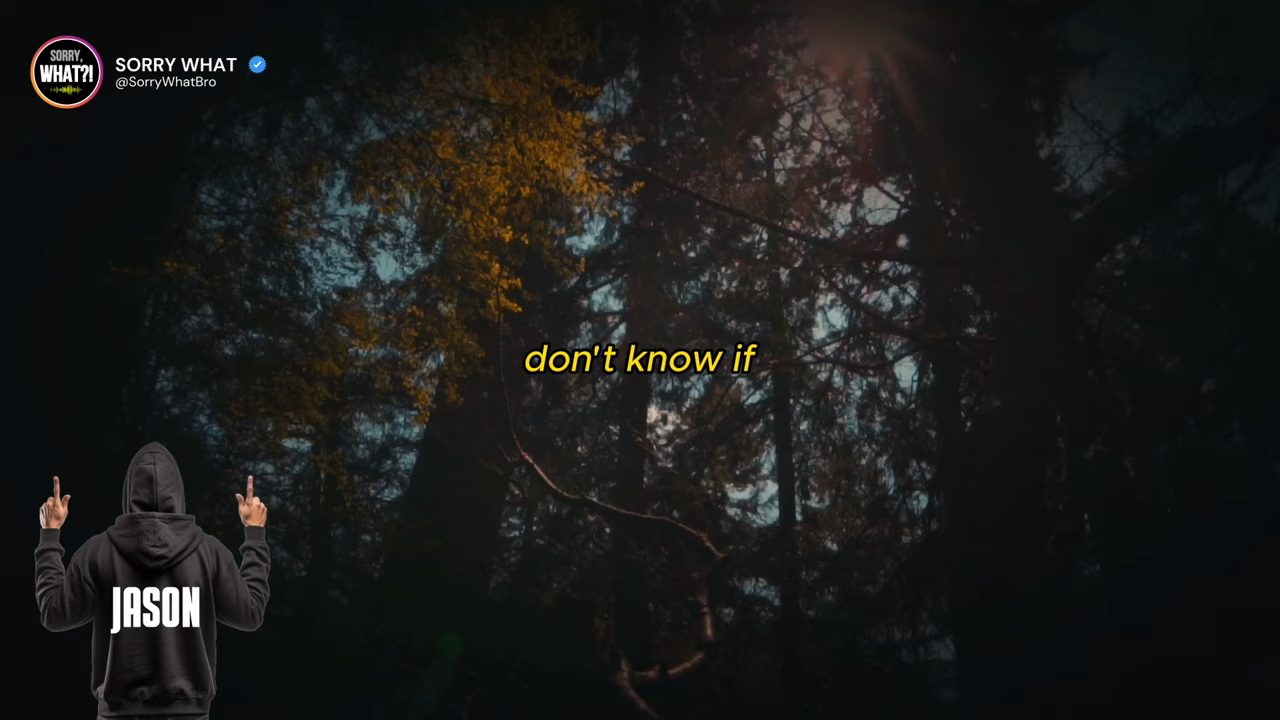 SORRY,
WHAT?!
SORRY WHAT
@SorryWhatBro
don't know if
JASON